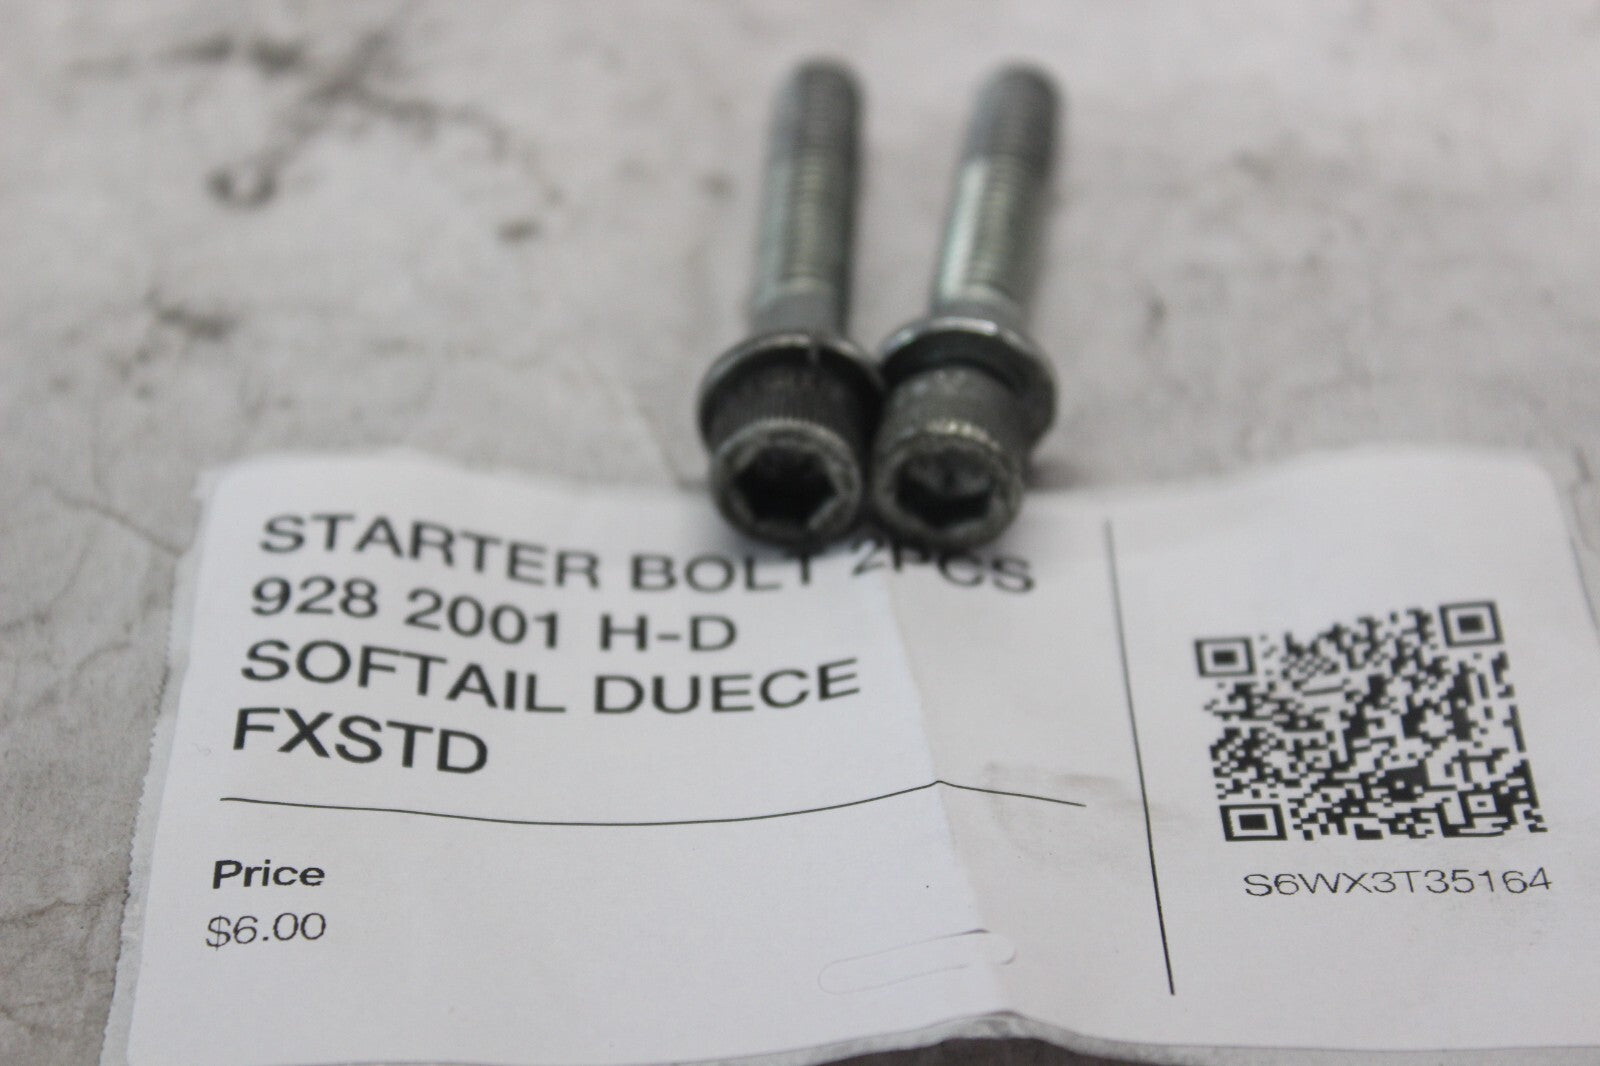 STARTER BOLT 2PCS
928 2001 H-D
SOFTAIL DUECE
FXSTD
Price
$6.00
S6WX3T35164